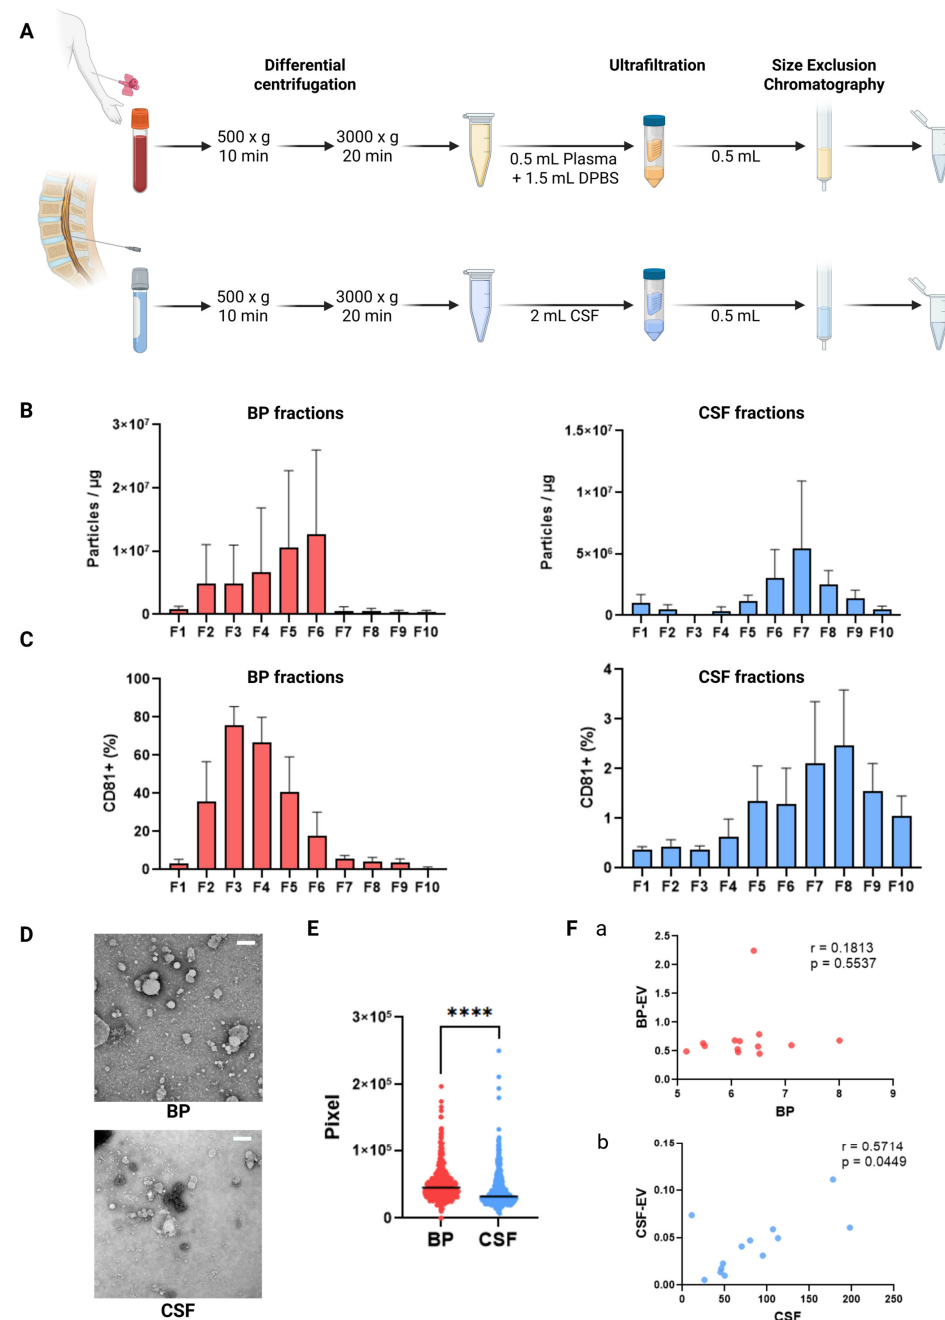 A
Differential
centrifugation
Ultrafiltration
Size Exclusion
Chromatography
500 x g
10 min
3000 x g
20 min
0.5 mL Plasma
+ 1.5 mL DPBS
0.5 mL
500 x g
10 min
3000 x g
20 min
2 mL CSF
0.5 mL
B
BP fractions
Particles / µg
3×10⁷
2×10⁷
1×10⁷
0
F1 F2 F3 F4 F5 F6 F7 F8 F9 F10
CSF fractions
Particles / µg
1.5×10⁷
1×10⁷
5×10⁶
0
F1 F2 F3 F4 F5 F6 F7 F8 F9 F10
C
BP fractions
CD81+ (%)
100
80
60
40
20
0
F1 F2 F3 F4 F5 F6 F7 F8 F9 F10
CSF fractions
CD81+ (%)
4
3
2
1
0
F1 F2 F3 F4 F5 F6 F7 F8 F9 F10
D
BP
CSF
E
****
Pixel
3×10⁵
2×10⁵
1×10⁵
0
BP CSF
F a
r = 0.1813
p = 0.5537
BP-EV
2.5
2.0
1.5
1.0
0.5
0.0
5 6 7 8 9
BP
b
r = 0.5714
p = 0.0449
CSF-EV
0.15
0.10
0.05
0.00
0 50 100 150 200 250
CSF